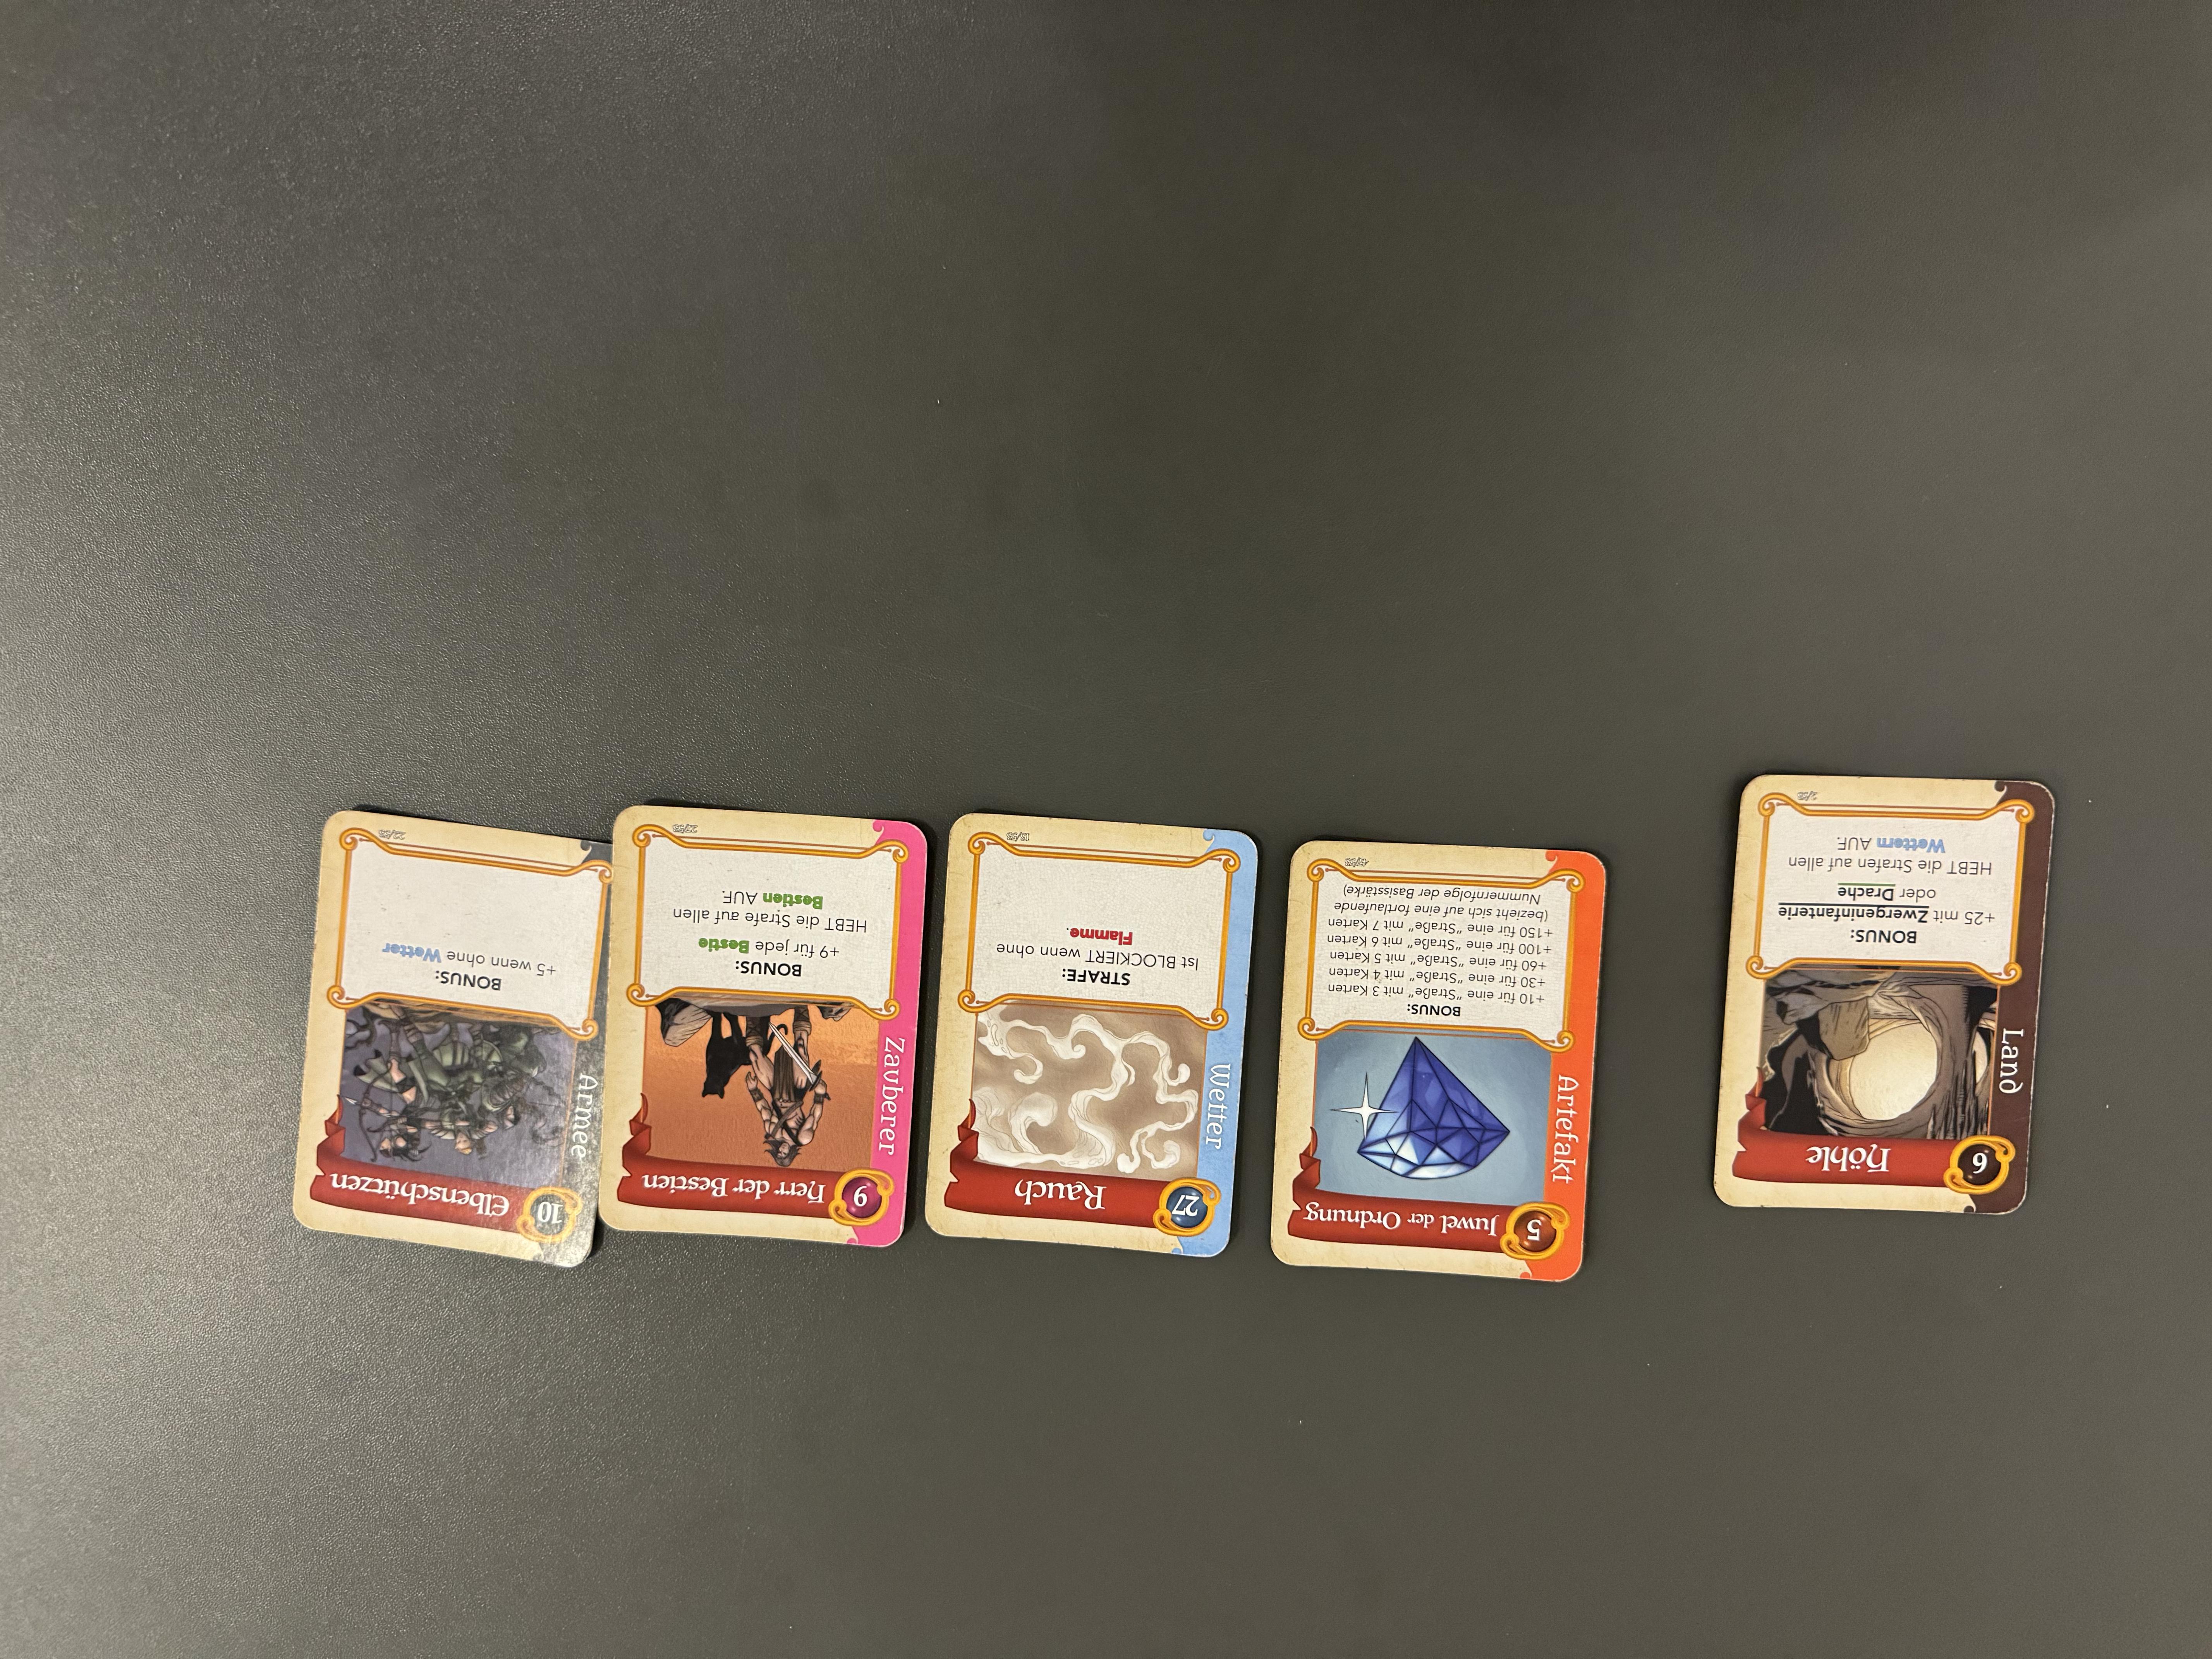 6
Höhle
Land
BONUS:
+25 mit Zwergeninfanterie
oder Drache
HEBT die Strafen auf allen
Wettern AUF.
5
Juwel der Ordnung
Artefakt
BONUS:
+10 für eine "Straße" mit 3 Karten
+30 für eine "Straße" mit 4 Karten
+60 für eine "Straße" mit 5 Karten
+100 für eine "Straße" mit 6 Karten
+150 für eine "Straße" mit 7 Karten
(bezieht sich auf eine fortlaufende
Nummernfolge der Basisstärke)
27
Rauch
Wetter
STRAFE:
Ist BLOCKIERT wenn ohne
Flamme.
9
Herr der Bestien
Zauberer
BONUS:
+9 für jede Bestie
HEBT die Strafe auf allen
Bestien AUF.
10
Elbenschützen
Armee
BONUS:
+5 wenn ohne Wetter